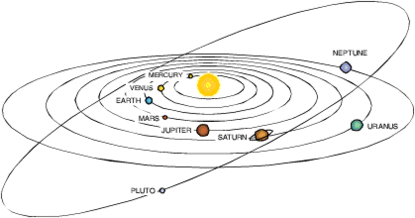 NEPTUNE
MERCURY
VENUS
EARTH
MARS
JUPITER
SATURN
URANUS
PLUTO